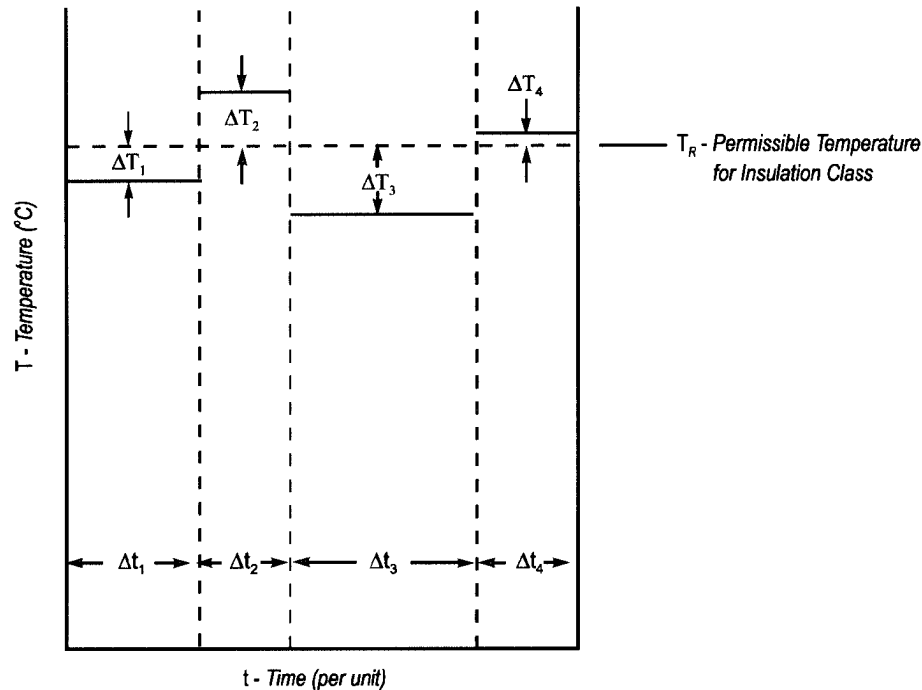 ΔT₄
ΔT₂
T_R - Permissible Temperature
for Insulation Class
ΔT₁
ΔT₃
T - Temperature (°C)
Δt₁
Δt₂
Δt₃
Δt₄
t - Time (per unit)